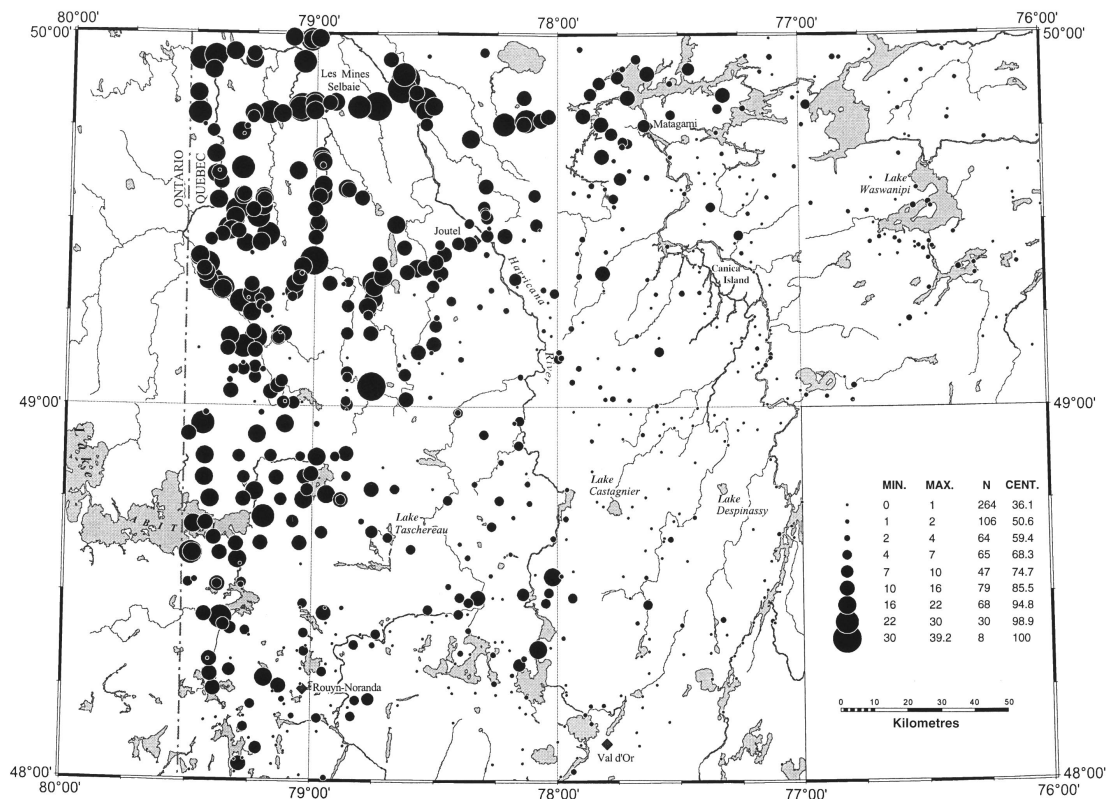 80°00' 79°00' 78°00' 77°00' 76°00'
50°00' 50°00'
Les Mines
Selbaie
Matagami
ONTARIO
QUEBEC
Lake
Waswanipi
Joutel
Harricana
River
Canica
Island
49°00' 49°00'
Lake
ABITIBI
Lake
Castagnier
Lake
Despinassy
Lake
Taschereau
MIN. MAX. N CENT.
0 1 264 36.1
1 2 106 50.6
2 4 64 59.4
4 7 65 68.3
7 10 47 74.7
10 16 79 85.5
16 22 68 94.8
22 30 30 98.9
30 39.2 8 100
0 10 20 30 40 50
Kilometres
Rouyn-Noranda
Val d'Or
48°00' 48°00'
80°00' 79°00' 78°00' 77°00' 76°00'